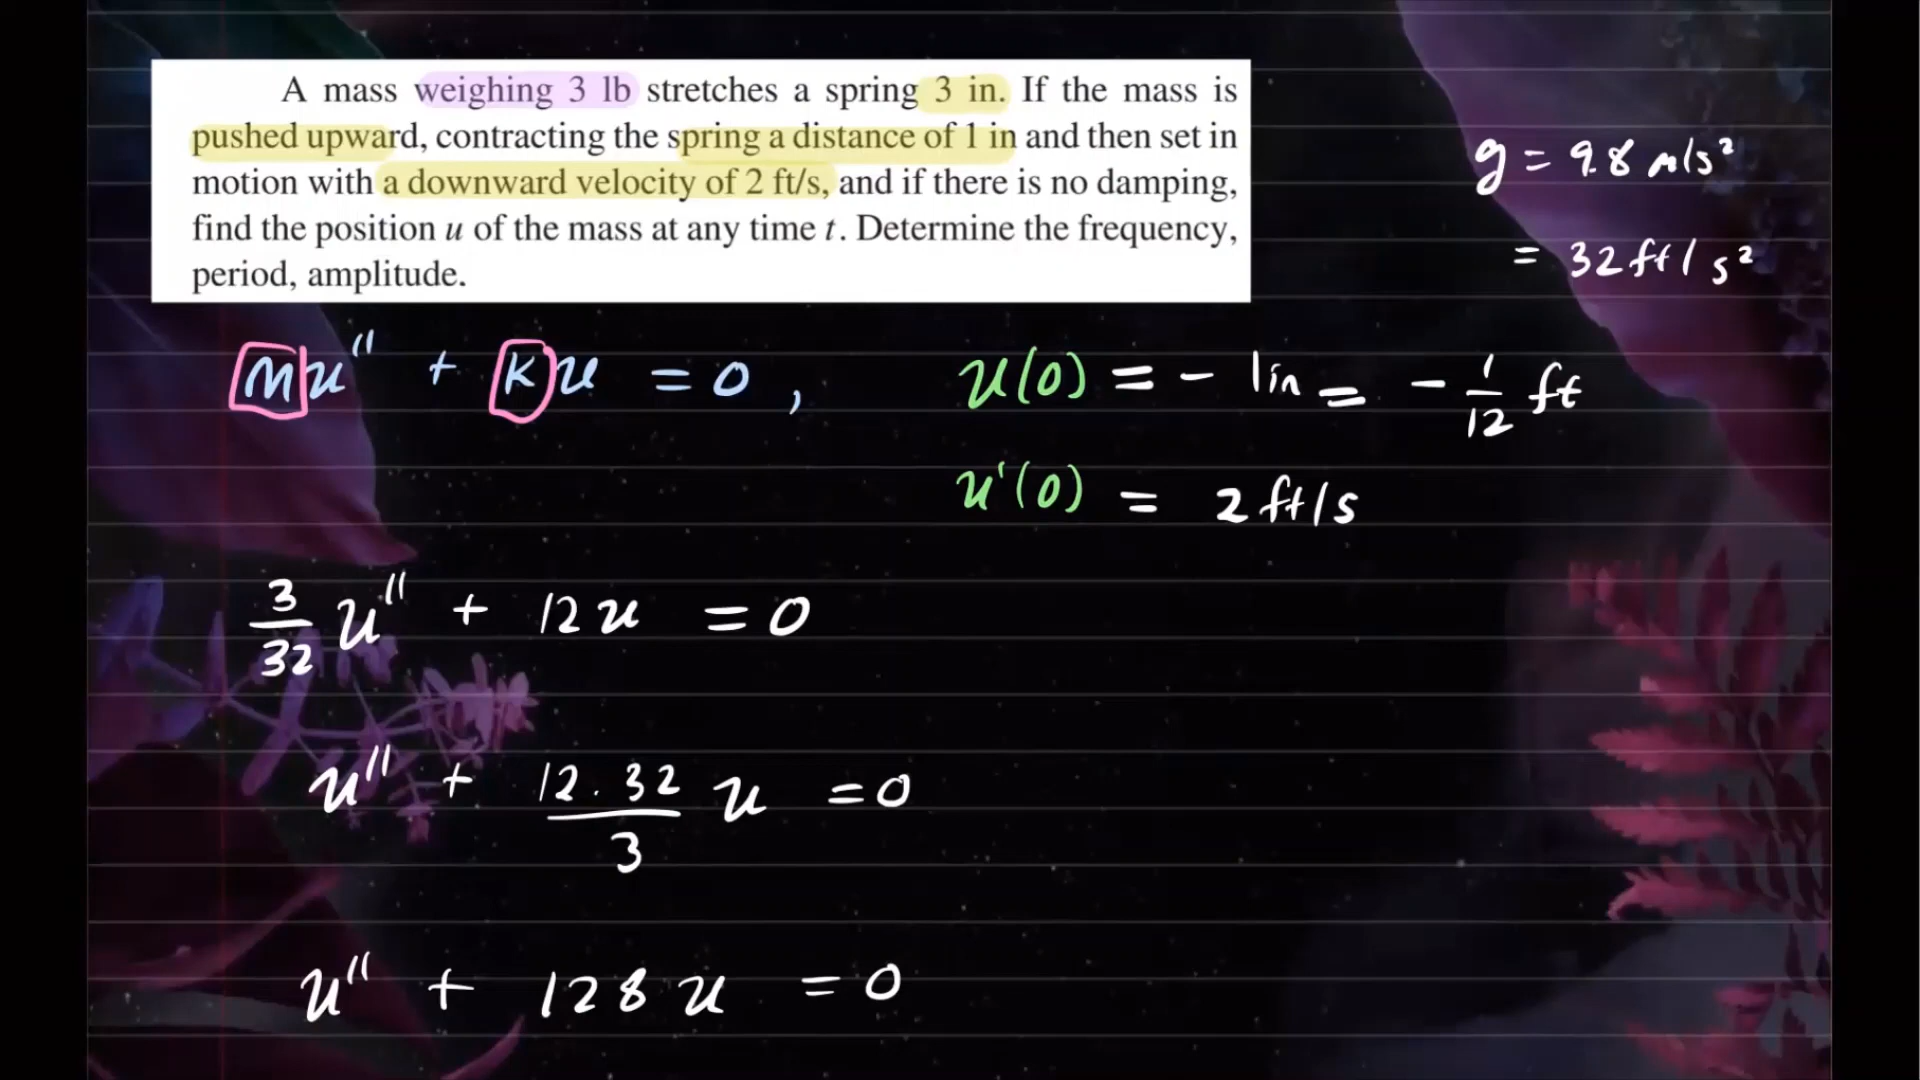 A mass weighing 3 lb stretches a spring 3 in. If the mass is
pushed upward, contracting the spring a distance of 1 in and then set in
motion with a downward velocity of 2 ft/s, and if there is no damping,
find the position u of the mass at any time t. Determine the frequency,
period, amplitude.
g = 9.8 m/s²
= 32 ft/s²
mu'' + ku = 0, u(0) = - 1in = - 1/12 ft
u'(0) = 2 ft/s
3/32 u'' + 12u = 0
u'' + 12·32/3 u = 0
u'' + 128u = 0